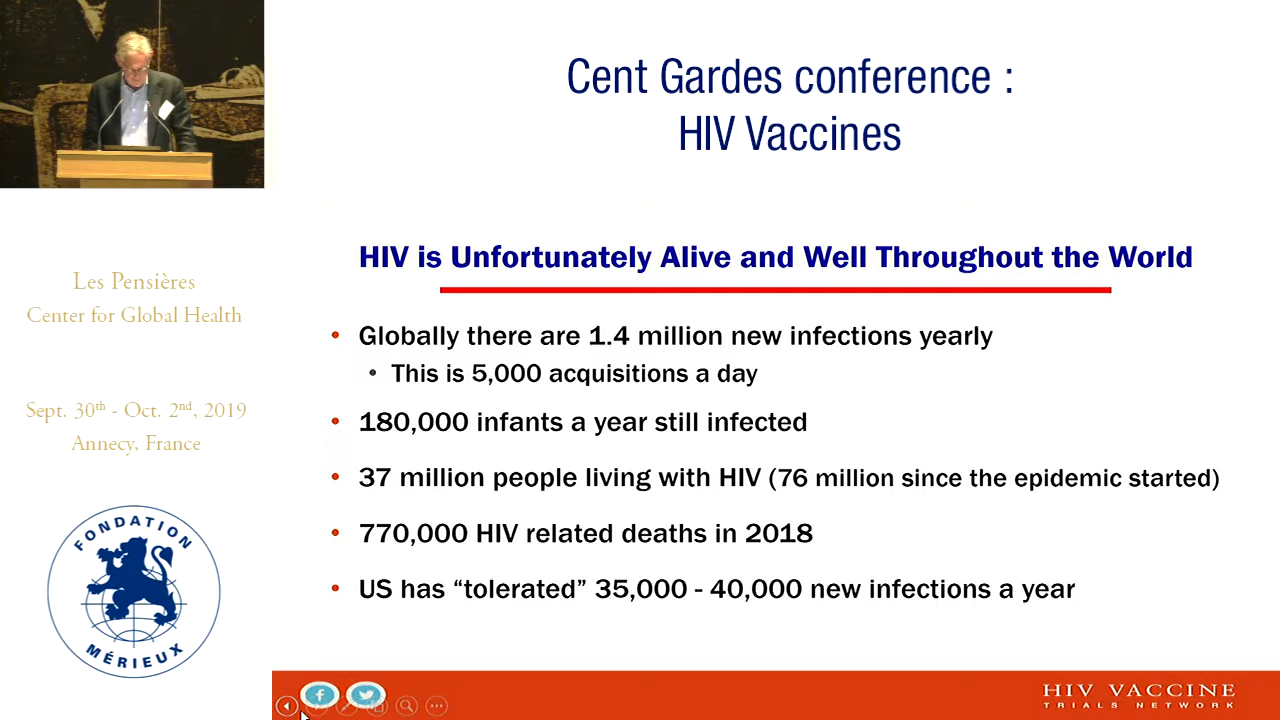 Cent Gardes conference :
HIV Vaccines
Les Pensières
Center for Global Health
Sept. 30th - Oct. 2nd, 2019
Annecy, France
FONDATION
MÉRIEUX
HIV is Unfortunately Alive and Well Throughout the World
• Globally there are 1.4 million new infections yearly
• This is 5,000 acquisitions a day
• 180,000 infants a year still infected
• 37 million people living with HIV (76 million since the epidemic started)
• 770,000 HIV related deaths in 2018
• US has “tolerated” 35,000 - 40,000 new infections a year
HIV VACCINE
TRIALS NETWORK